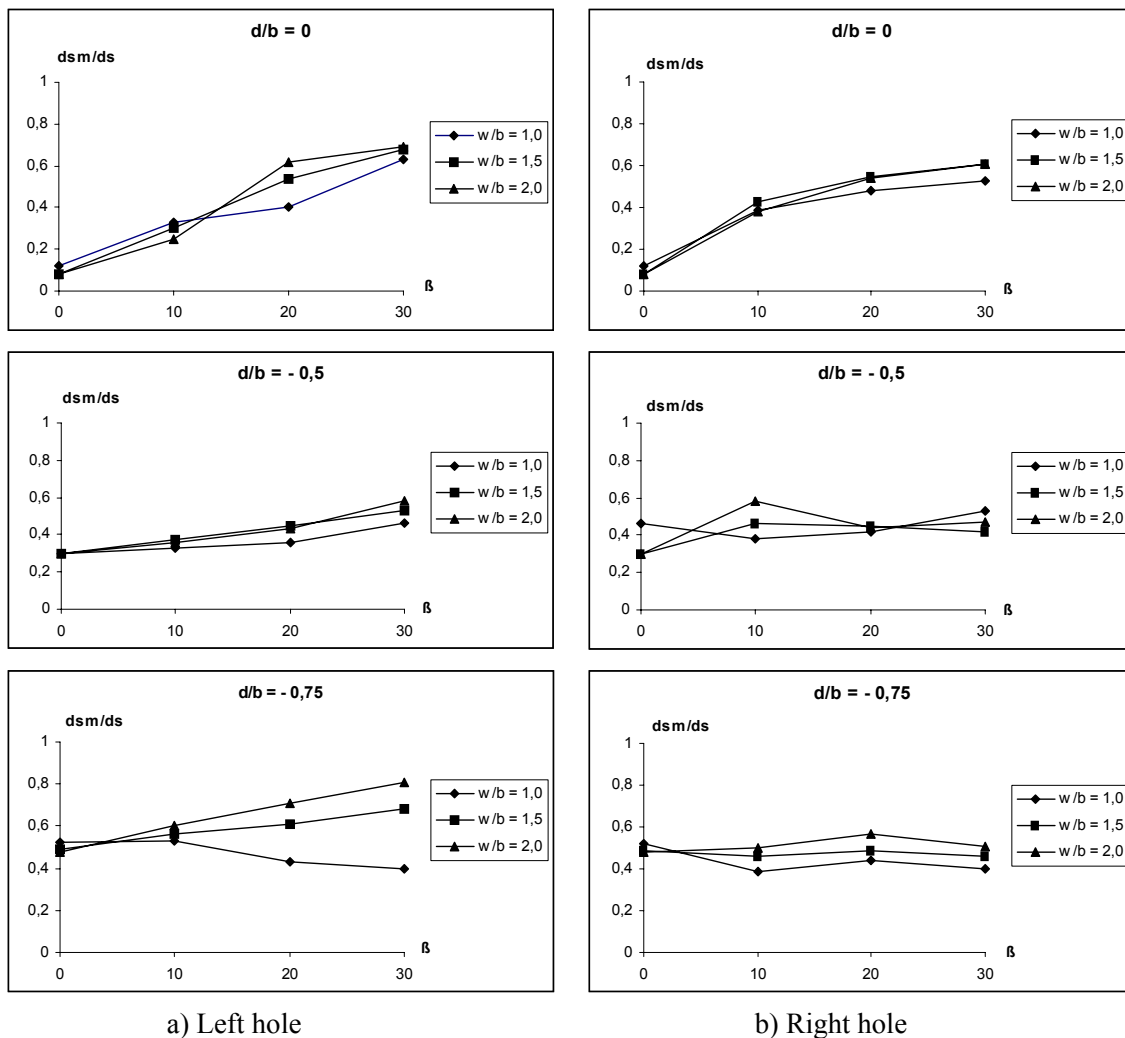 d/b = 0
dsm/ds
1
0,8
0,6
0,4
0,2
0
0 10 20 30
ß
w/b = 1,0
w/b = 1,5
w/b = 2,0
d/b = 0
dsm/ds
1
0,8
0,6
0,4
0,2
0
0 10 20 30
ß
w/b = 1,0
w/b = 1,5
w/b = 2,0
d/b = - 0,5
dsm/ds
1
0,8
0,6
0,4
0,2
0
0 10 20 30
ß
w/b = 1,0
w/b = 1,5
w/b = 2,0
d/b = - 0,5
dsm/ds
1
0,8
0,6
0,4
0,2
0
0 10 20 30
ß
w/b = 1,0
w/b = 1,5
w/b = 2,0
d/b = - 0,75
dsm/ds
1
0,8
0,6
0,4
0,2
0
0 10 20 30
ß
w/b = 1,0
w/b = 1,5
w/b = 2,0
d/b = - 0,75
dsm/ds
1
0,8
0,6
0,4
0,2
0
0 10 20 30
ß
w/b = 1,0
w/b = 1,5
w/b = 2,0
a) Left hole
b) Right hole